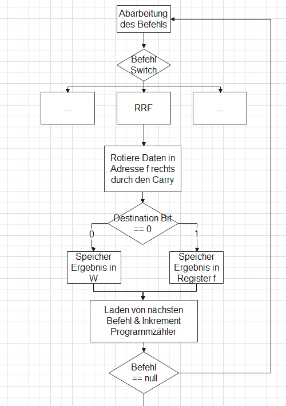 Abarbeitung
des Befehls
Befehl
Switch
...
RRF
...
Rotiere Daten in
Adresse f rechts
durch den Carry
Destination Bit
== 0
0
1
Speicher
Ergebnis in
W
Speicher
Ergebnis in
Register f
Laden von nächsten
Befehl & Inkrement
Programmzähler
Befehl
== null